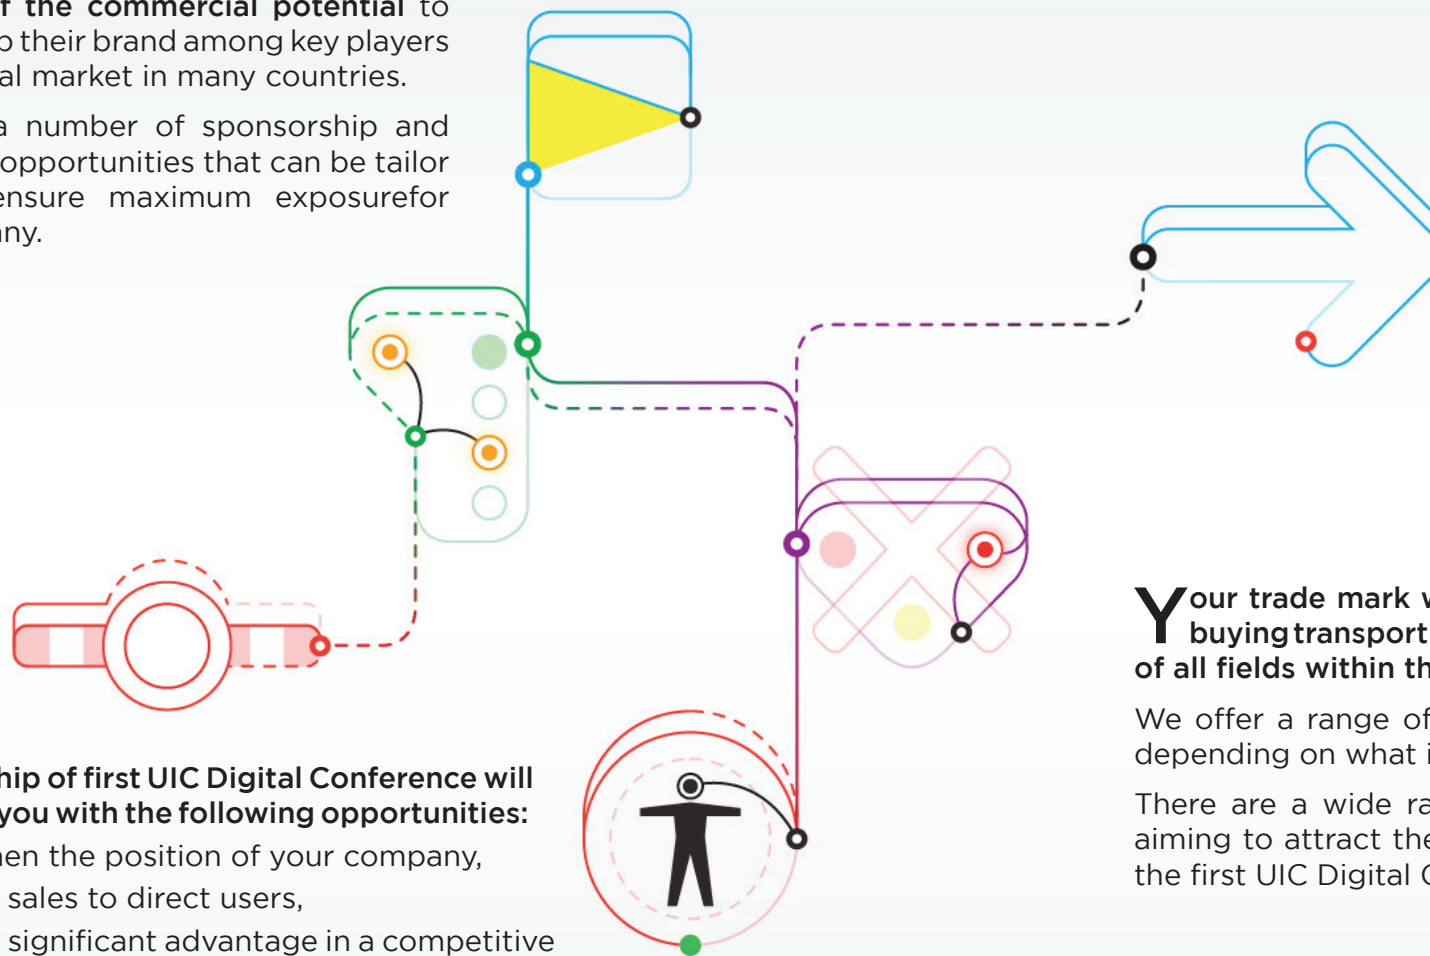 of the commercial potential to
p their brand among key players
al market in many countries.
a number of sponsorship and
opportunities that can be tailor
ensure maximum exposurefor
any.
hip of first UIC Digital Conference will
you with the following opportunities:
hen the position of your company,
sales to direct users,
significant advantage in a competitive
Your trade mark w
buying transport
of all fields within th
We offer a range of
depending on what i
There are a wide ra
aiming to attract the
the first UIC Digital C